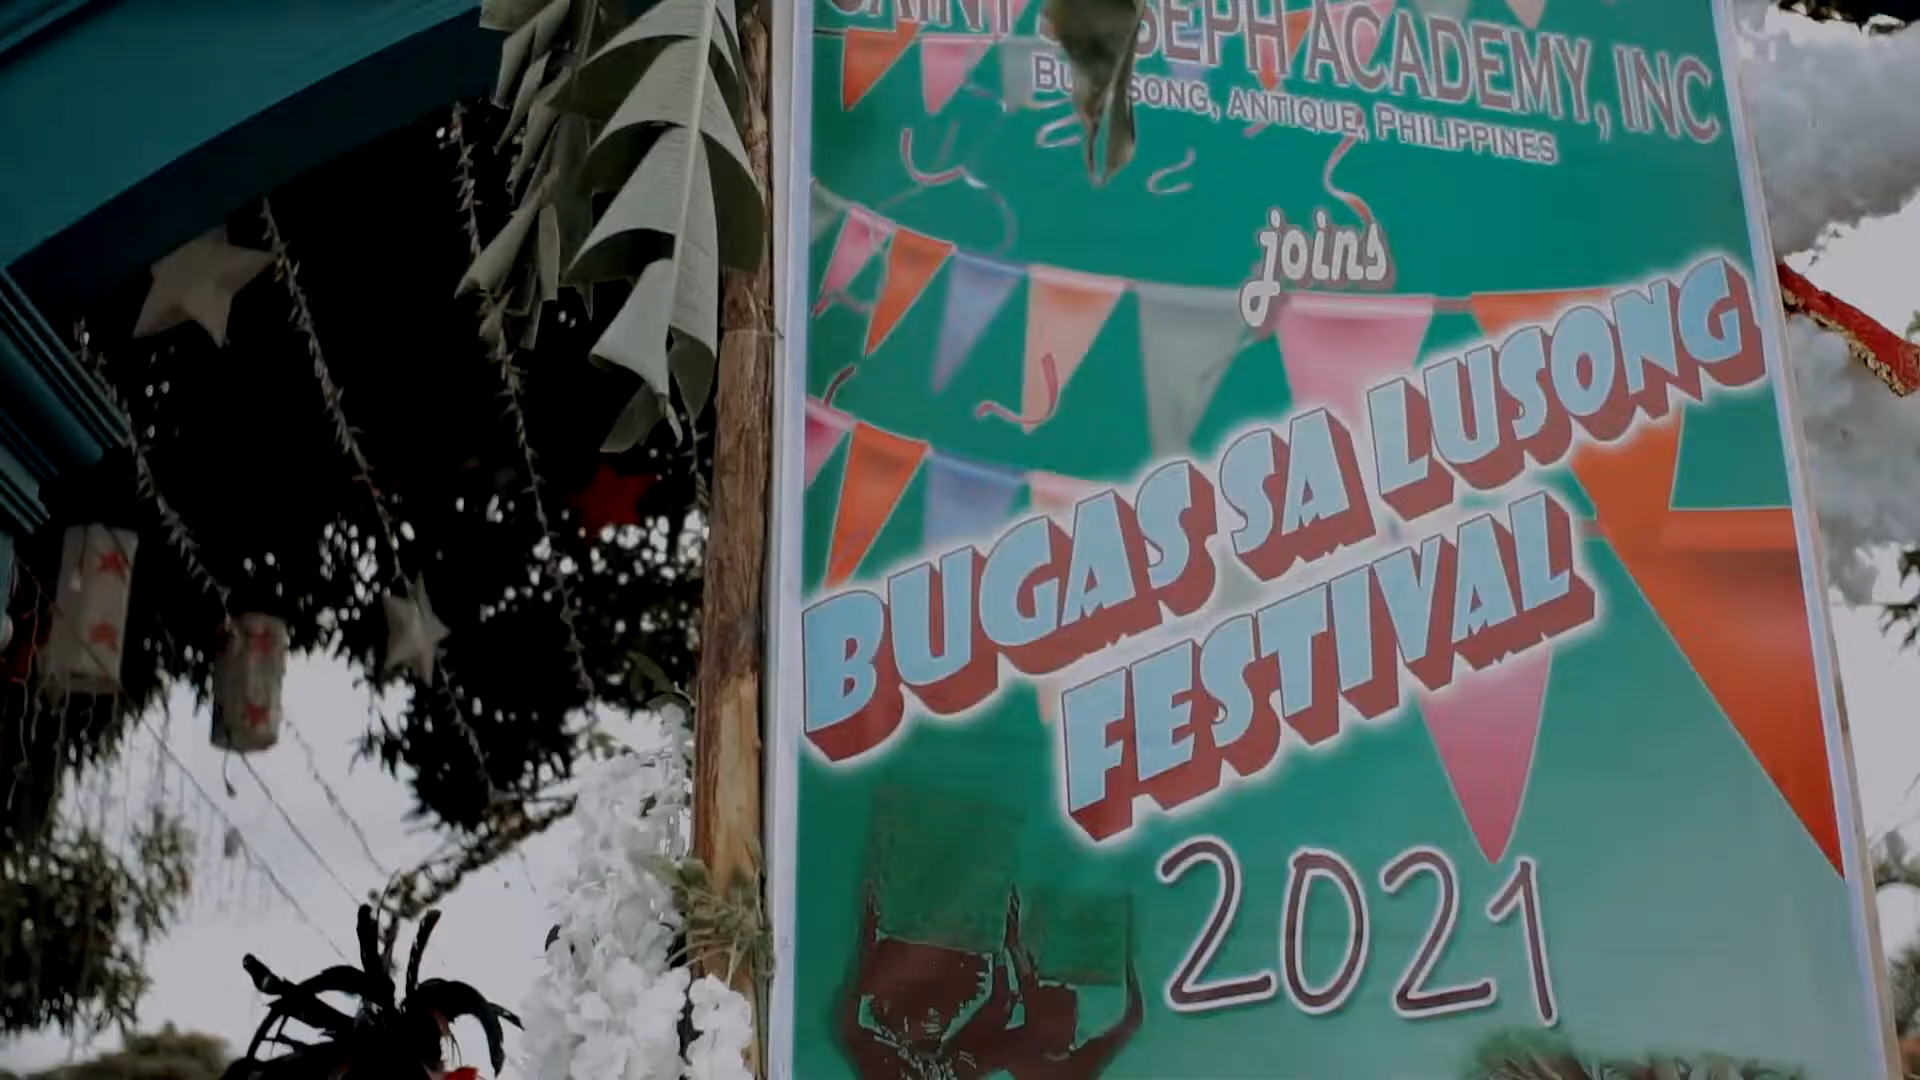 ACADEMY, INC
ANTIQUE, PHILIPPINES
joins
BUGAS SA LUSONG
FESTIVAL
2021